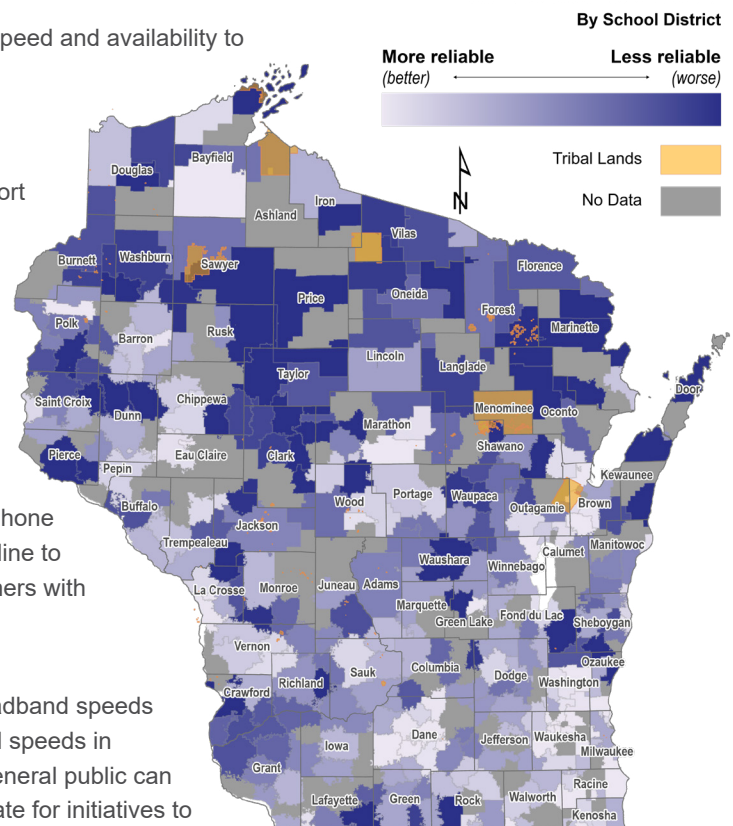 By School District
peed and availability to
More reliable Less reliable
(better) (worse)
Tribal Lands
No Data
N
ort
hone
line to
ners with
adband speeds
d speeds in
eneral public can
ate for initiatives to
Douglas
Bayfield
Ashland
Iron
Vilas
Burnett
Washburn
Sawyer
Florence
Price
Oneida
Forest
Marinette
Polk
Barron
Rusk
Lincoln
Langlade
Taylor
Door
Saint Croix
Dunn
Chippewa
Menominee
Oconto
Marathon
Shawano
Pierce
Pepin
Eau Claire
Clark
Kewaunee
Buffalo
Wood
Portage
Waupaca
Outagamie
Brown
Jackson
Trempealeau
Waushara
Winnebago
Calumet
Manitowoc
La Crosse
Monroe
Juneau
Adams
Marquette
Green Lake
Fond du Lac
Sheboygan
Vernon
Richland
Sauk
Columbia
Dodge
Ozaukee
Washington
Crawford
Grant
Iowa
Dane
Jefferson
Waukesha
Milwaukee
Lafayette
Green
Rock
Walworth
Racine
Kenosha